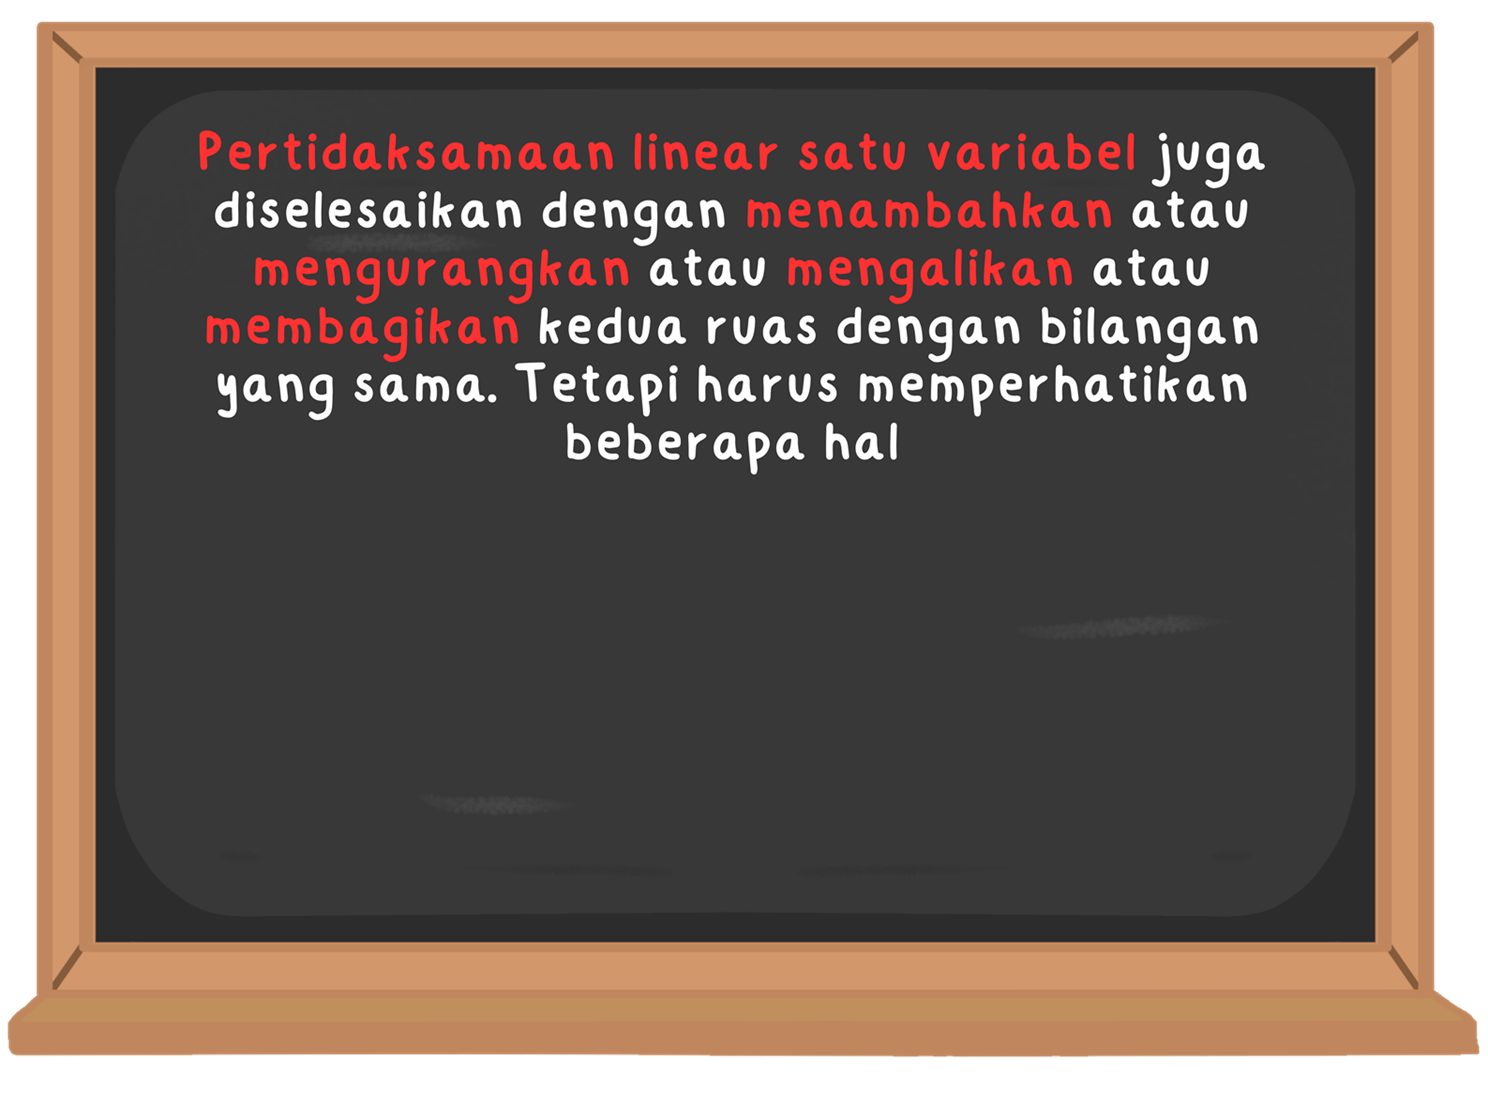 Pertidaksamaan linear satu variabel juga
diselesaikan dengan menambahkan atau
mengurangkan atau mengalikan atau
membagikan kedua ruas dengan bilangan
yang sama. Tetapi harus memperhatikan
beberapa hal